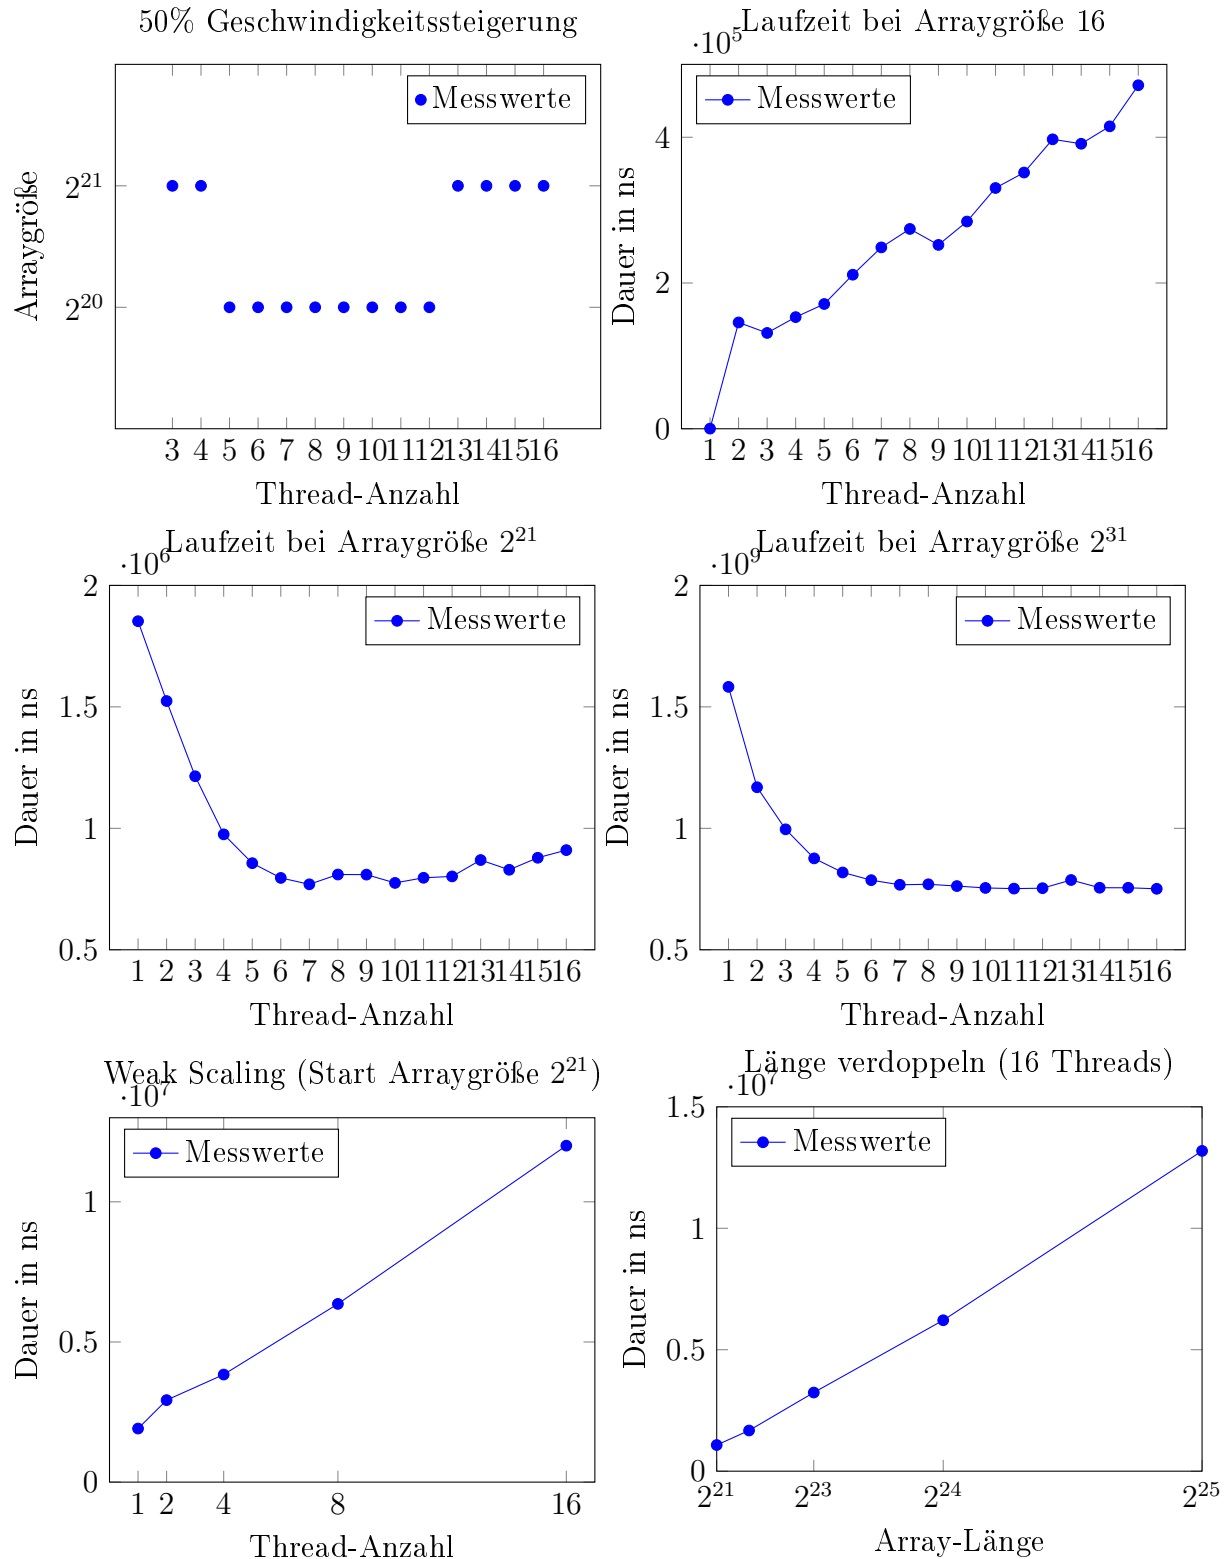 50% Geschwindigkeitssteigerung
Messwerte
Arraygröße
2^21
2^20
3 4 5 6 7 8 9 10 11 12 13 14 15 16
Thread-Anzahl
Laufzeit bei Arraygröße 16
·10^5
Messwerte
Dauer in ns
4
2
0
1 2 3 4 5 6 7 8 9 10 11 12 13 14 15 16
Thread-Anzahl
Laufzeit bei Arraygröße 2^21
·10^6
Messwerte
Dauer in ns
2
1.5
1
0.5
1 2 3 4 5 6 7 8 9 10 11 12 13 14 15 16
Thread-Anzahl
Laufzeit bei Arraygröße 2^31
·10^9
Messwerte
Dauer in ns
2
1.5
1
0.5
1 2 3 4 5 6 7 8 9 10 11 12 13 14 15 16
Thread-Anzahl
Weak Scaling (Start Arraygröße 2^21)
·10^7
Messwerte
Dauer in ns
1
0.5
0
1 2 4 8 16
Thread-Anzahl
Länge verdoppeln (16 Threads)
·10^7
Messwerte
Dauer in ns
1.5
1
0.5
0
2^21 2^23 2^24 2^25
Array-Länge